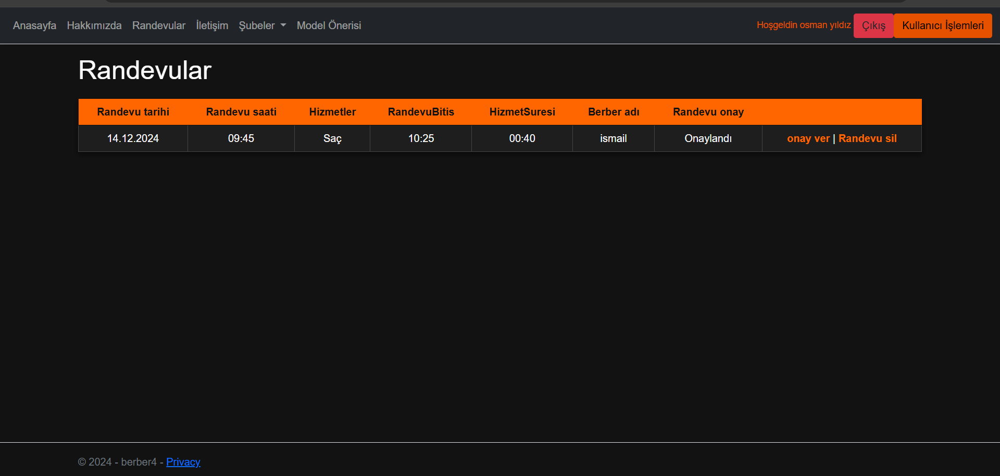 Anasayfa Hakkımızda Randevular İletişim Şubeler Model Önerisi Hoşgeldin osman yıldız Çıkış Kullanıcı İşlemleri
Randevular
Randevu tarihi Randevu saati Hizmetler RandevuBitis HizmetSuresi Berber adı Randevu onay
14.12.2024 09:45 Saç 10:25 00:40 ismail Onaylandı onay ver | Randevu sil
© 2024 - berber4 - Privacy